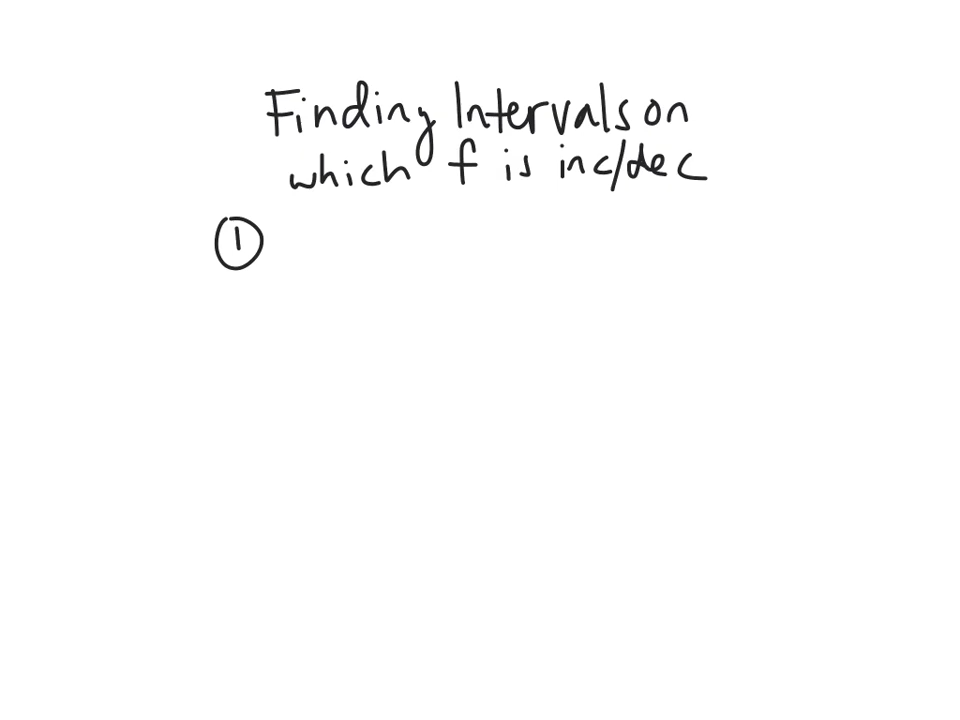 Finding Intervals on
which f is inc/dec
①